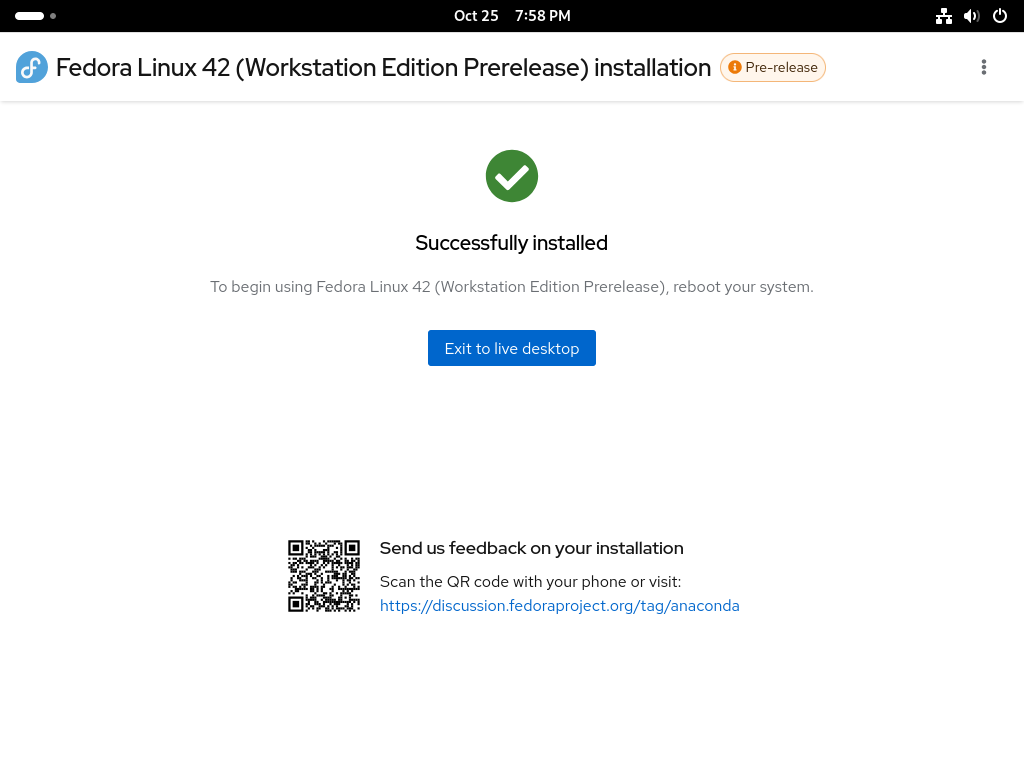 Oct 25 7:58 PM
Fedora Linux 42 (Workstation Edition Prerelease) installation Pre-release
Successfully installed
To begin using Fedora Linux 42 (Workstation Edition Prerelease), reboot your system.
Exit to live desktop
Send us feedback on your installation
Scan the QR code with your phone or visit:
https://discussion.fedoraproject.org/tag/anaconda